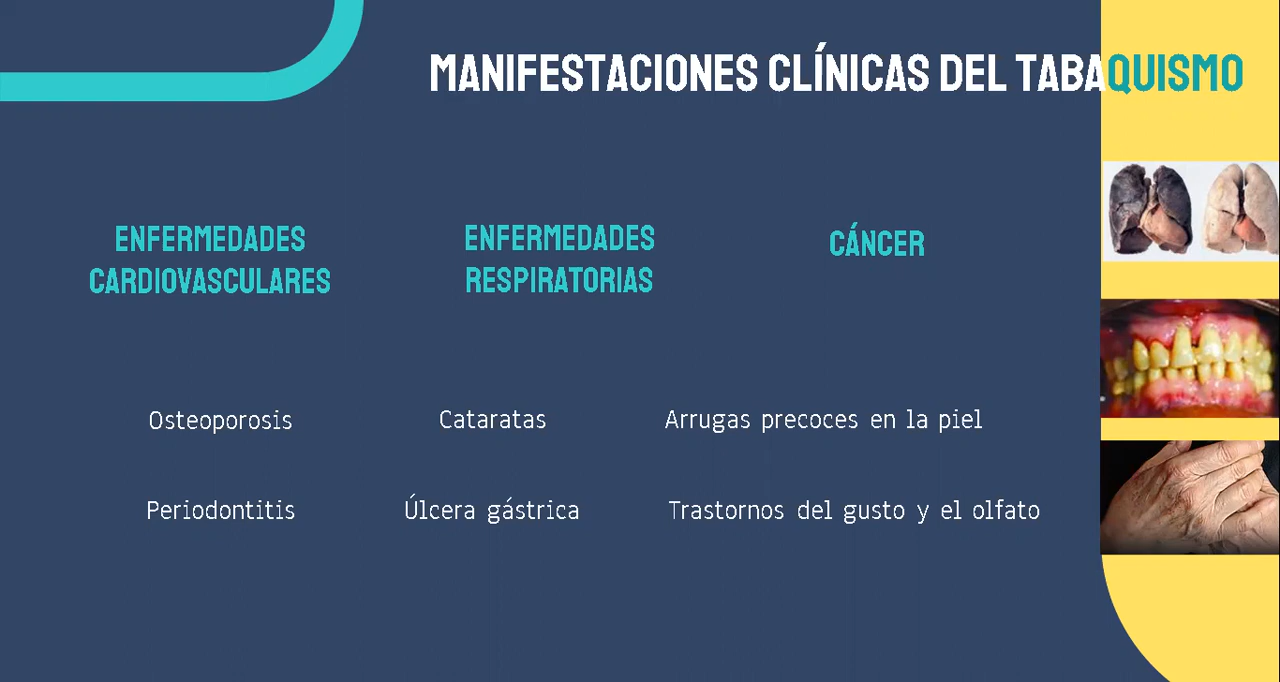 MANIFESTACIONES CLÍNICAS DEL TABAQUISMO
ENFERMEDADES
CARDIOVASCULARES
ENFERMEDADES
RESPIRATORIAS
CÁNCER
Osteoporosis
Cataratas
Arrugas precoces en la piel
Periodontitis
Úlcera gástrica
Trastornos del gusto y el olfato